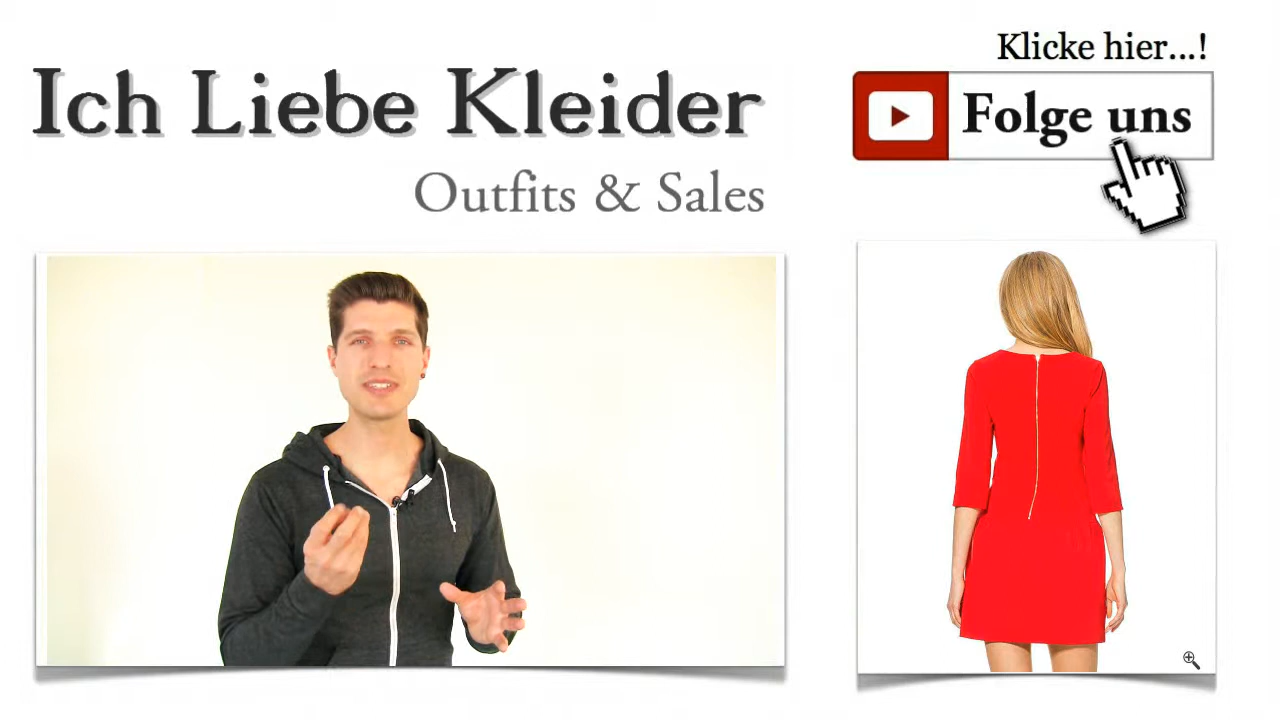 Ich Liebe Kleider
Outfits & Sales
Klicke hier...!
Folge uns